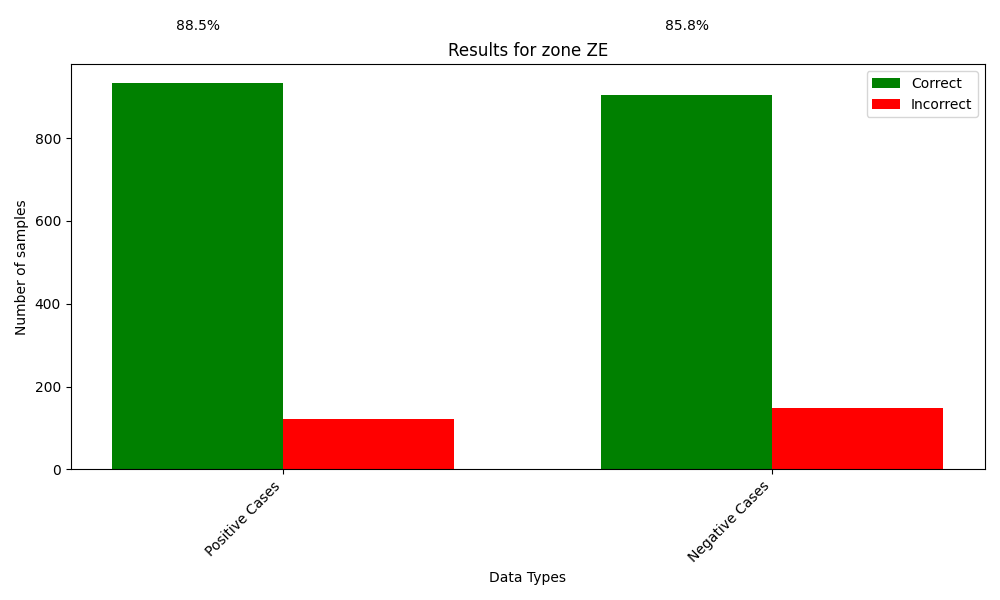 88.5%
85.8%
Results for zone ZE
Correct
Incorrect
Number of samples
800
600
400
200
0
Positive Cases
Negative Cases
Data Types